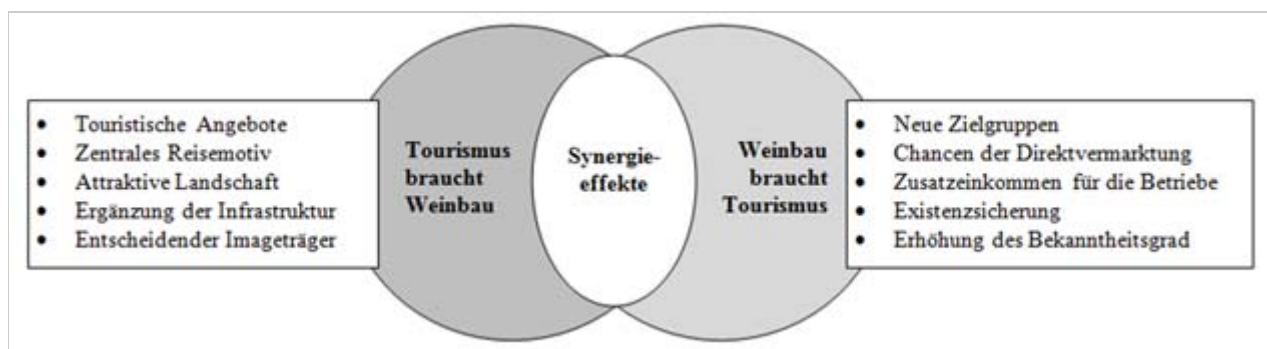 • Touristische Angebote
• Zentrales Reisemotiv
• Attraktive Landschaft
• Ergänzung der Infrastruktur
• Entscheidender Imageträger
Tourismus
braucht
Weinbau
Synergie-
effekte
Weinbau
braucht
Tourismus
• Neue Zielgruppen
• Chancen der Direktvermarktung
• Zusatzeinkommen für die Betriebe
• Existenzsicherung
• Erhöhung des Bekanntheitsgrad